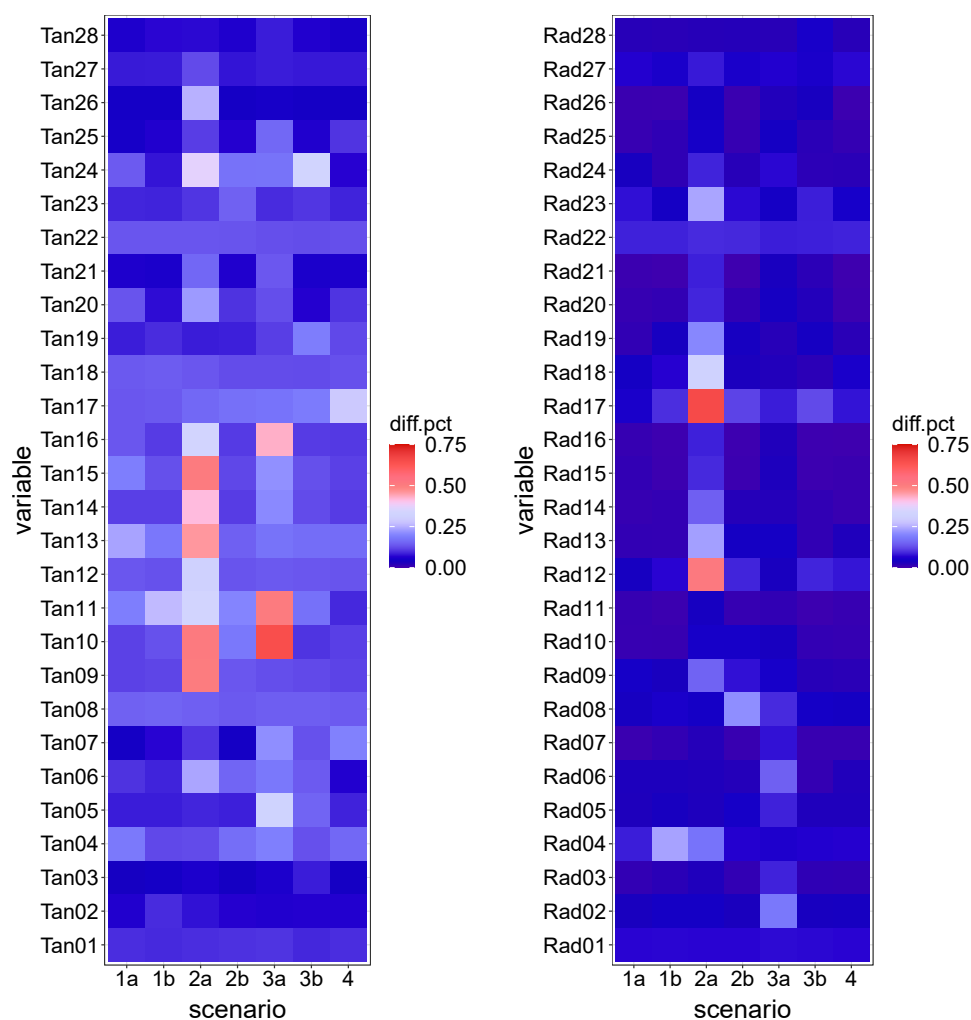 variable
Tan28
Tan27
Tan26
Tan25
Tan24
Tan23
Tan22
Tan21
Tan20
Tan19
Tan18
Tan17
Tan16
Tan15
Tan14
Tan13
Tan12
Tan11
Tan10
Tan09
Tan08
Tan07
Tan06
Tan05
Tan04
Tan03
Tan02
Tan01
1a 1b 2a 2b 3a 3b 4
scenario
diff.pct
0.75
0.50
0.25
0.00
variable
Rad28
Rad27
Rad26
Rad25
Rad24
Rad23
Rad22
Rad21
Rad20
Rad19
Rad18
Rad17
Rad16
Rad15
Rad14
Rad13
Rad12
Rad11
Rad10
Rad09
Rad08
Rad07
Rad06
Rad05
Rad04
Rad03
Rad02
Rad01
1a 1b 2a 2b 3a 3b 4
scenario
diff.pct
0.75
0.50
0.25
0.00